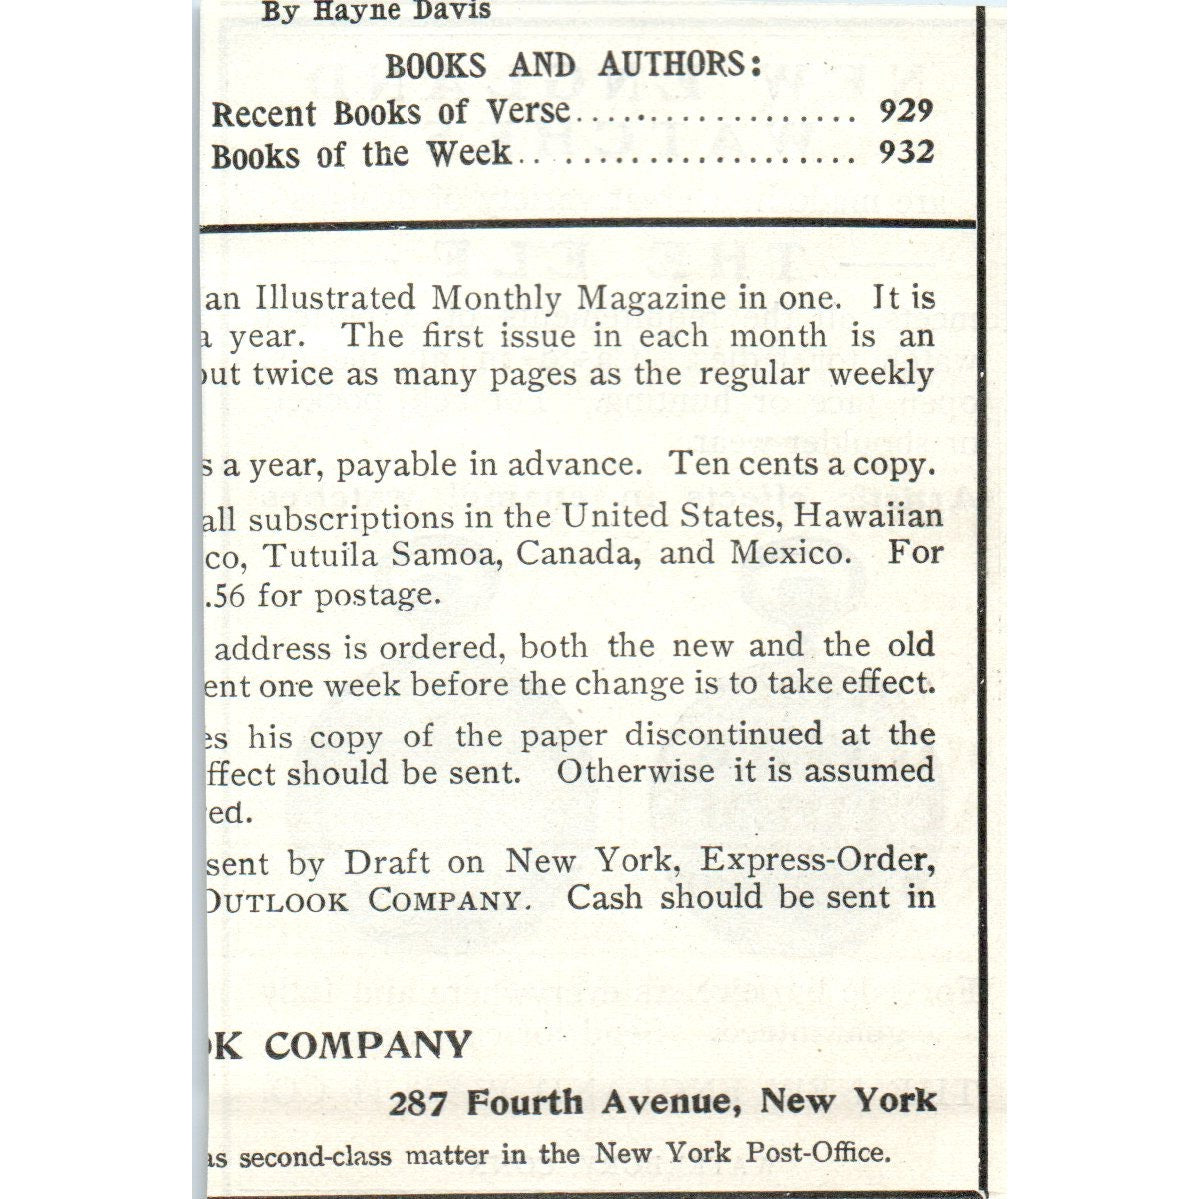 By Hayne Davis
BOOKS AND AUTHORS:
Recent Books of Verse................... 929
Books of the Week...................... 932
an Illustrated Monthly Magazine in one. It is
a year. The first issue in each month is an
out twice as many pages as the regular weekly
s a year, payable in advance. Ten cents a copy.
all subscriptions in the United States, Hawaiian
co, Tutuila Samoa, Canada, and Mexico. For
.56 for postage.
address is ordered, both the new and the old
ent one week before the change is to take effect.
es his copy of the paper discontinued at the
ffect should be sent. Otherwise it is assumed
ed.
sent by Draft on New York, Express-Order,
OUTLOOK COMPANY. Cash should be sent in
OK COMPANY
287 Fourth Avenue, New York
as second-class matter in the New York Post-Office.